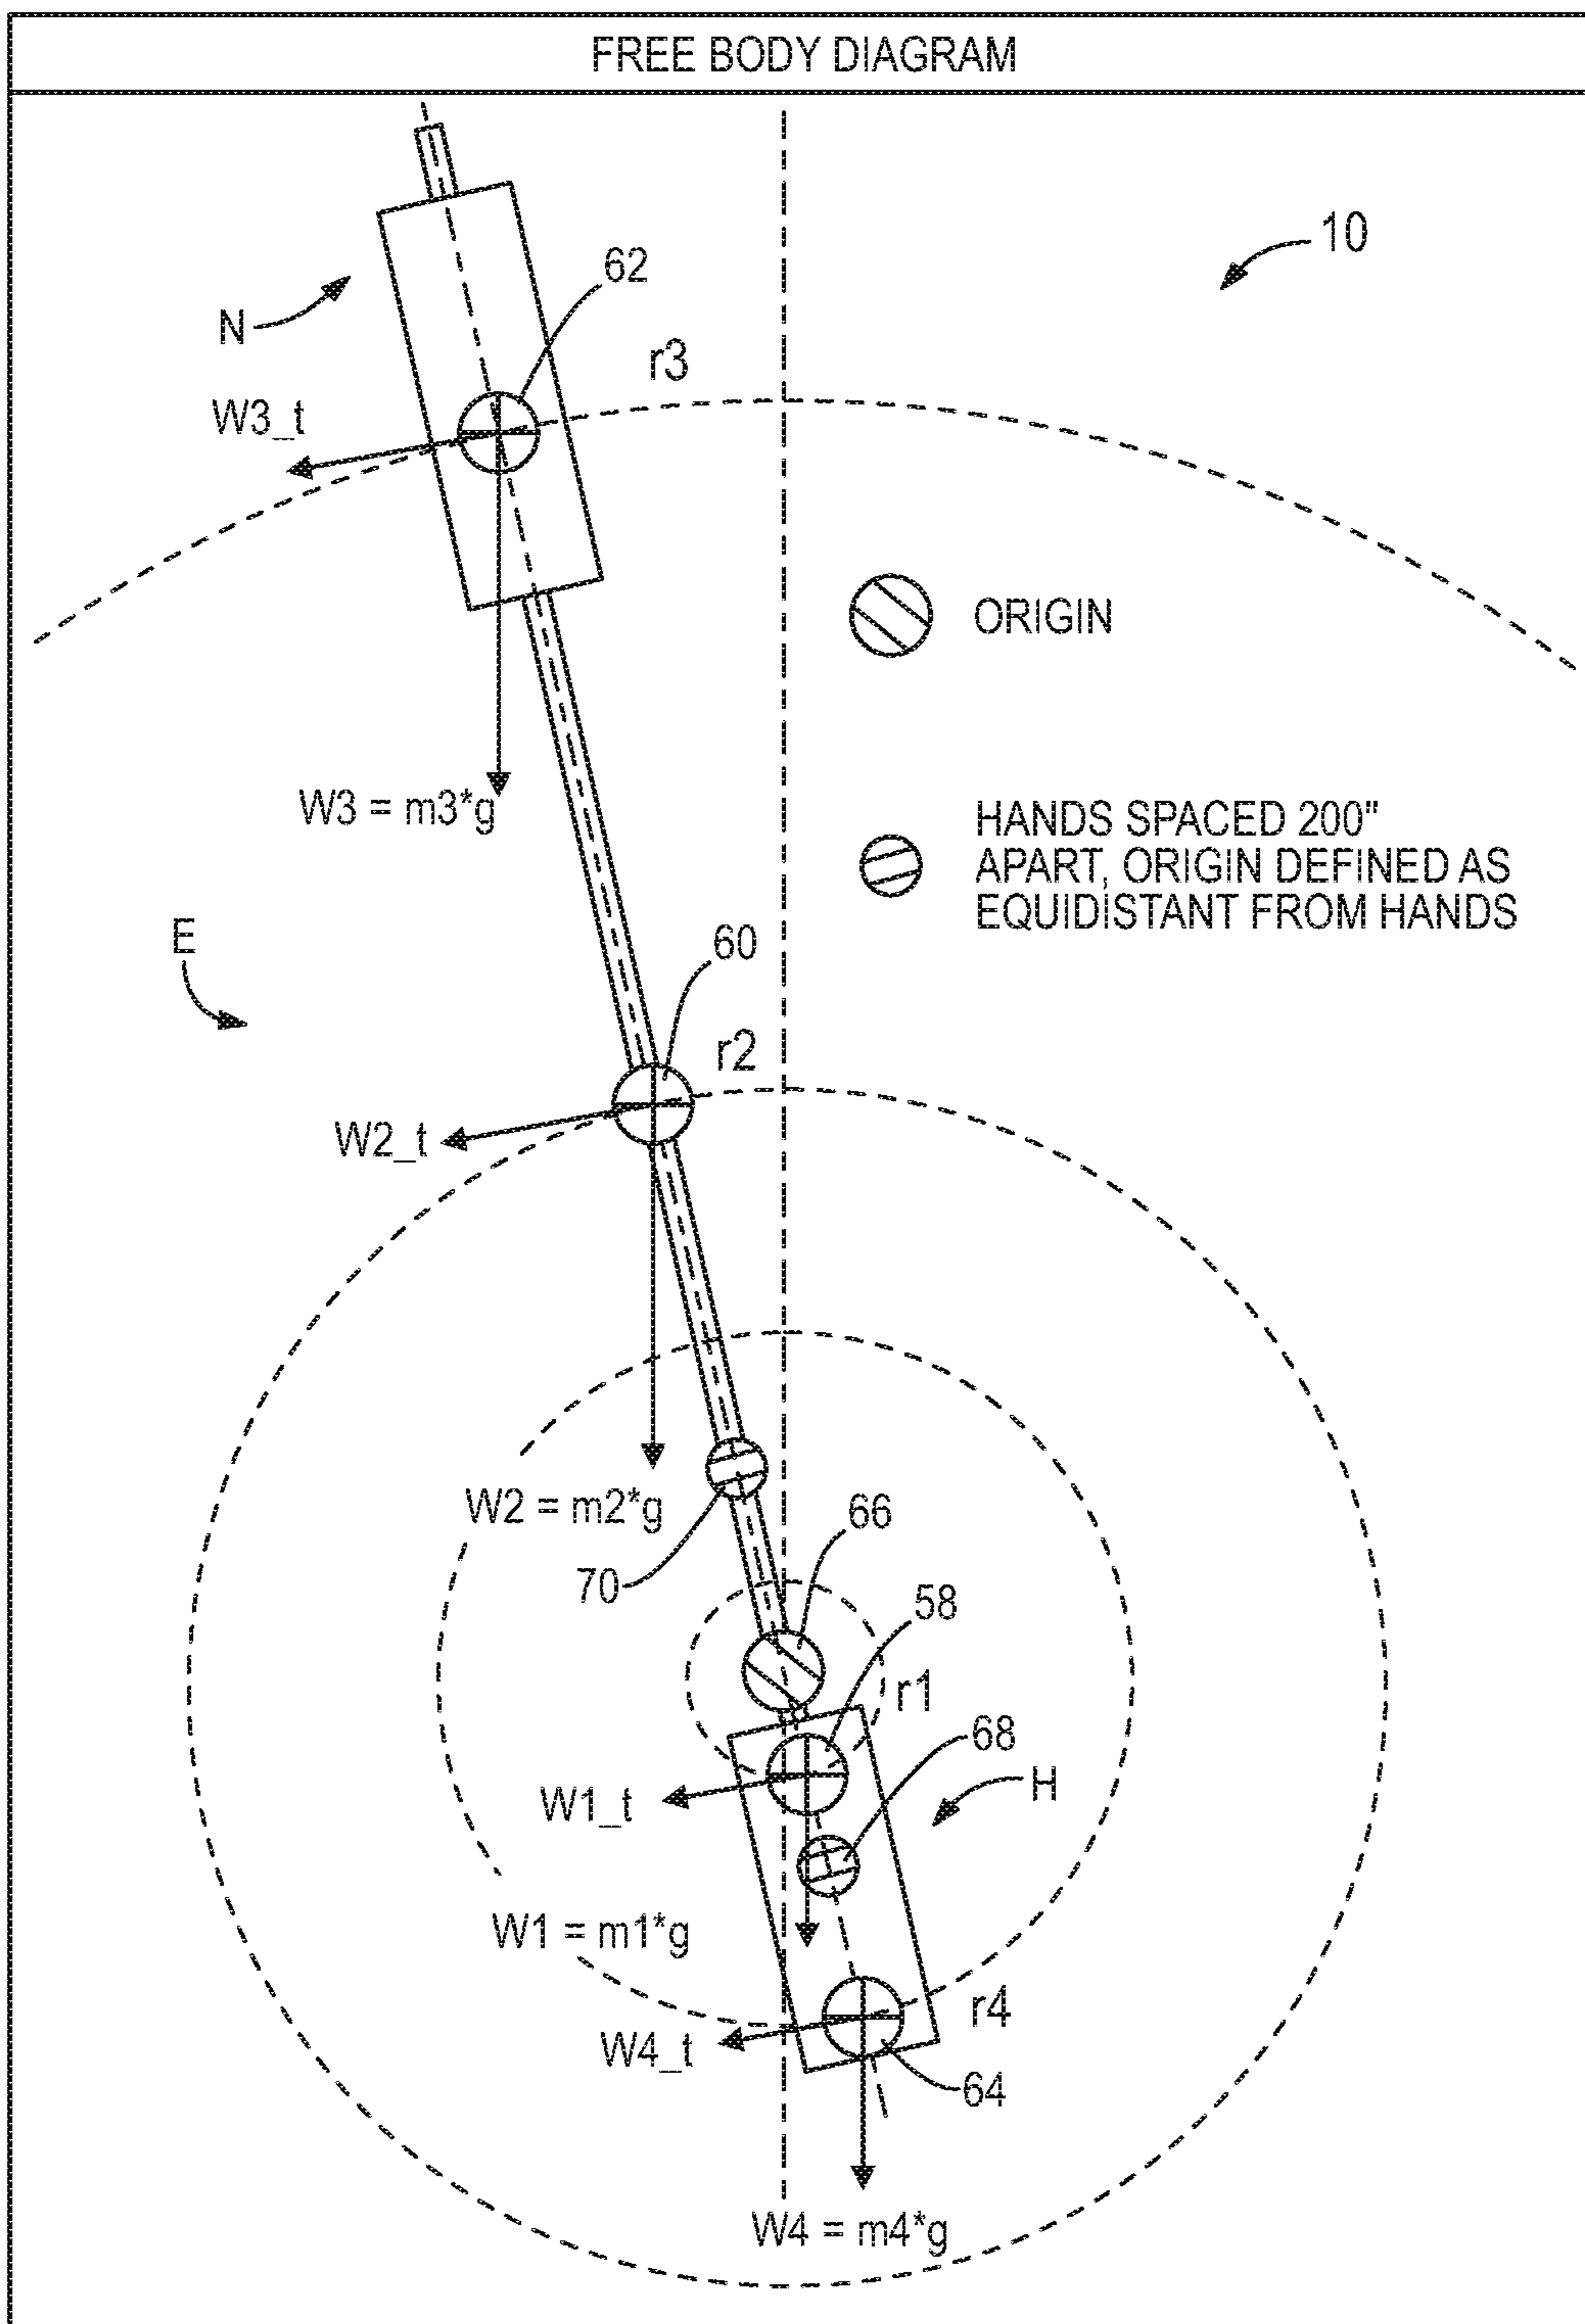 FREE BODY DIAGRAM
10
62
N
r3
W3_t
ORIGIN
W3 = m3*g
HANDS SPACED 200"
APART, ORIGIN DEFINED AS
EQUIDISTANT FROM HANDS
E
60
r2
W2_t
W2 = m2*g
66
70
58
r1
68
H
W1_t
W1 = m1*g
r4
W4_t
64
W4 = m4*g